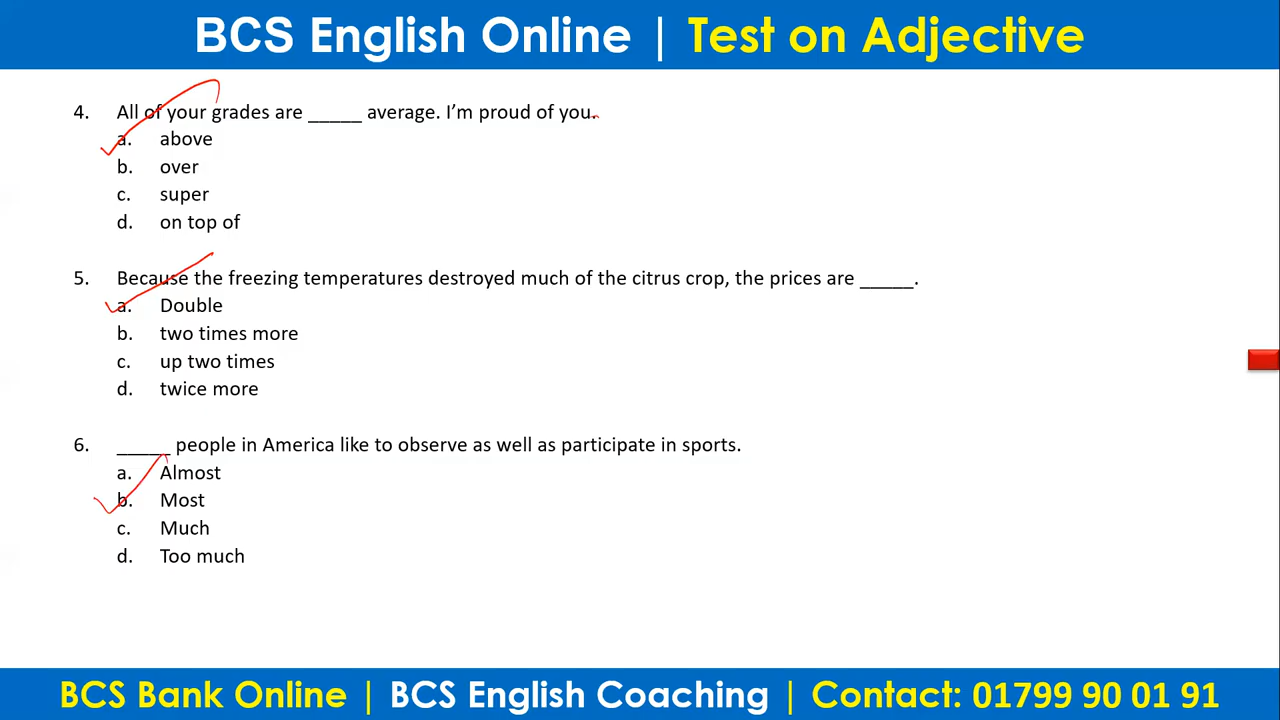 BCS English Online | Test on Adjective
4. All of your grades are _____ average. I'm proud of you.
a. above
b. over
c. super
d. on top of
5. Because the freezing temperatures destroyed much of the citrus crop, the prices are _____.
a. Double
b. two times more
c. up two times
d. twice more
6. _____ people in America like to observe as well as participate in sports.
a. Almost
b. Most
c. Much
d. Too much
BCS Bank Online | BCS English Coaching | Contact: 01799 90 01 91